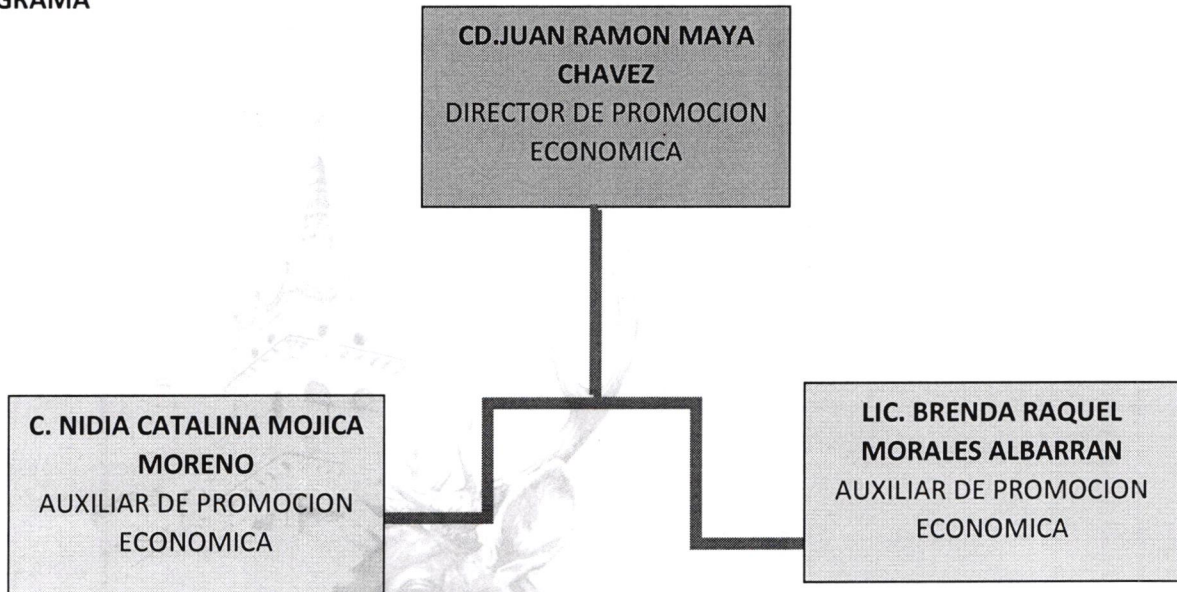 GRAMA
CD.JUAN RAMON MAYA
CHAVEZ
DIRECTOR DE PROMOCION
ECONOMICA
C. NIDIA CATALINA MOJICA
MORENO
AUXILIAR DE PROMOCION
ECONOMICA
LIC. BRENDA RAQUEL
MORALES ALBARRAN
AUXILIAR DE PROMOCION
ECONOMICA